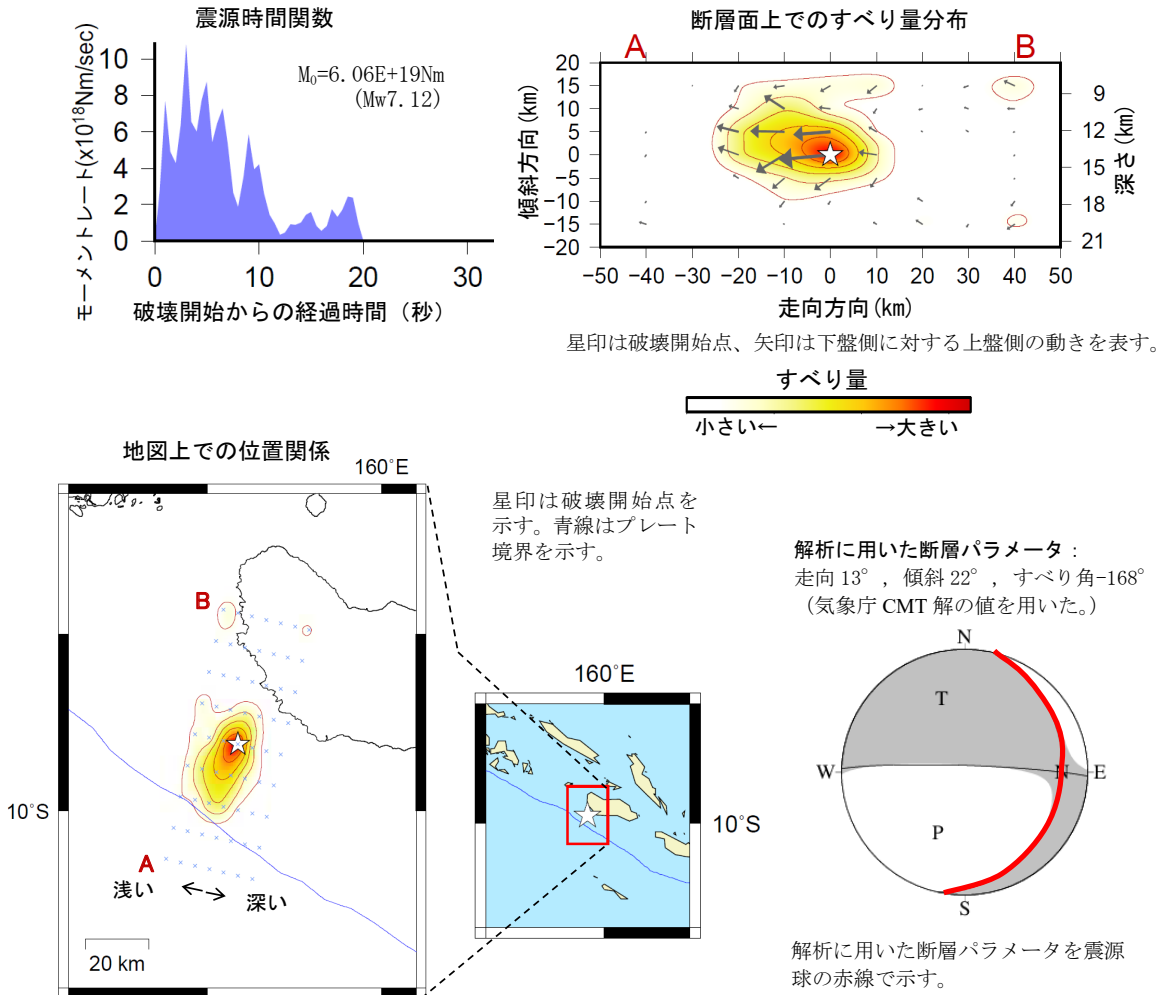 震源時間関数
モーメントレート(x10¹⁸Nm/sec)
10
8
6
4
2
0
M₀=6.06E+19Nm
(Mw7.12)
0 10 20 30
破壊開始からの経過時間（秒）
断層面上でのすべり量分布
A B
傾斜方向(km)
20
15
10
5
0
−5
−10
−15
−20
9
12
15
18
21
深さ(km)
−50 −40 −30 −20 −10 0 10 20 30 40 50
走向方向(km)
星印は破壊開始点、矢印は下盤側に対する上盤側の動きを表す。
すべり量
小さい← →大きい
地図上での位置関係
160°E
B
10°S
A
浅い 深い
20 km
星印は破壊開始点を
示す。青線はプレート
境界を示す。
160°E
10°S
解析に用いた断層パラメータ：
走向 13°，傾斜 22°，すべり角-168°
（気象庁 CMT 解の値を用いた。）
N
T
W N E
P
S
解析に用いた断層パラメータを震源
球の赤線で示す。